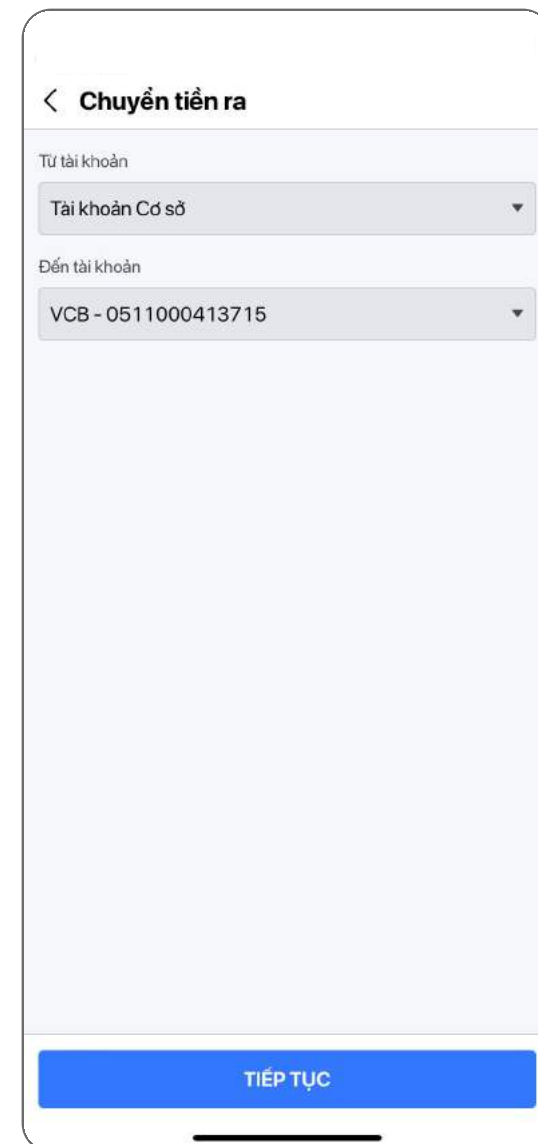 Chuyển tiền ra
Từ tài khoản
Tài khoản Cơ sở
Đến tài khoản
VCB - 0511000413715
TIẾP TỤC